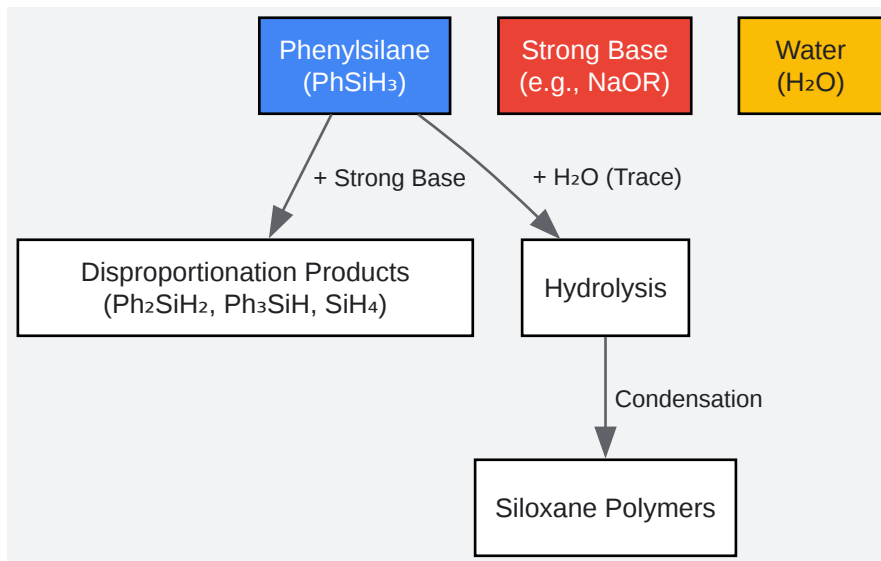 Phenylsilane
(PhSiH₃)
Strong Base
(e.g., NaOR)
Water
(H₂O)
+ Strong Base
+ H₂O (Trace)
Disproportionation Products
(Ph₂SiH₂, Ph₃SiH, SiH₄)
Hydrolysis
Condensation
Siloxane Polymers